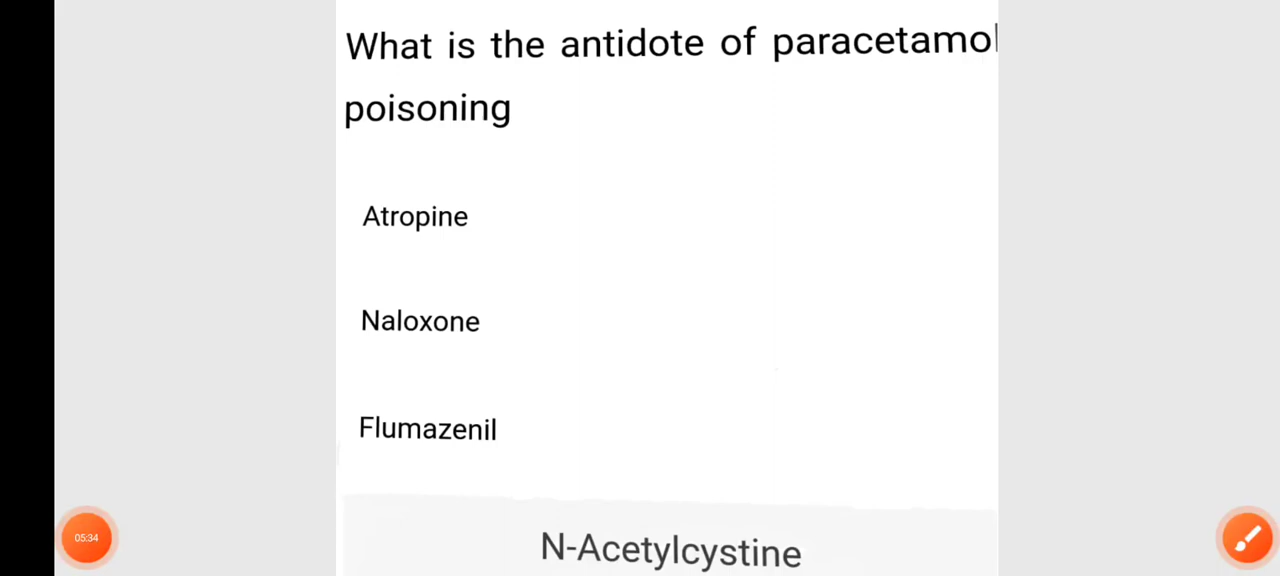 What is the antidote of paracetamol
poisoning
Atropine
Naloxone
Flumazenil
N-Acetylcystine
05:34